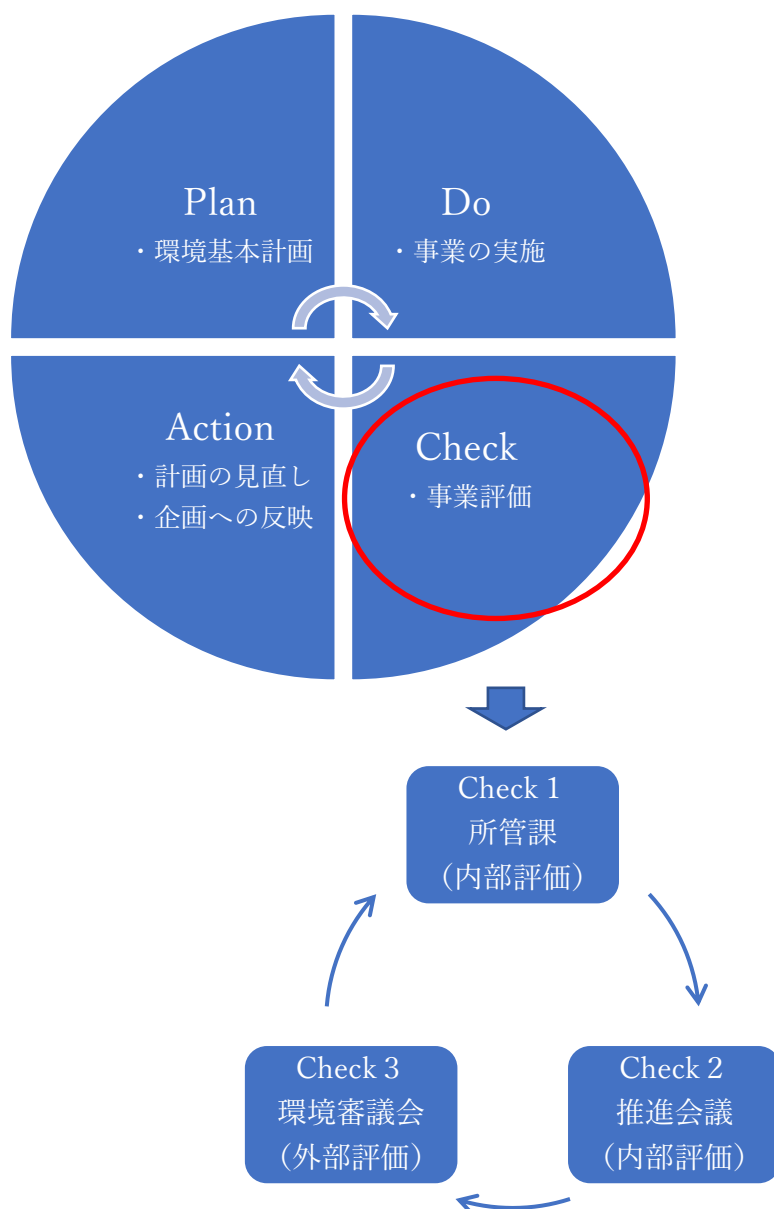 Plan
・環境基本計画
Do
・事業の実施
Action
・計画の見直し
・企画への反映
Check
・事業評価
Check 1
所管課
（内部評価）
Check 2
推進会議
（内部評価）
Check 3
環境審議会
（外部評価）